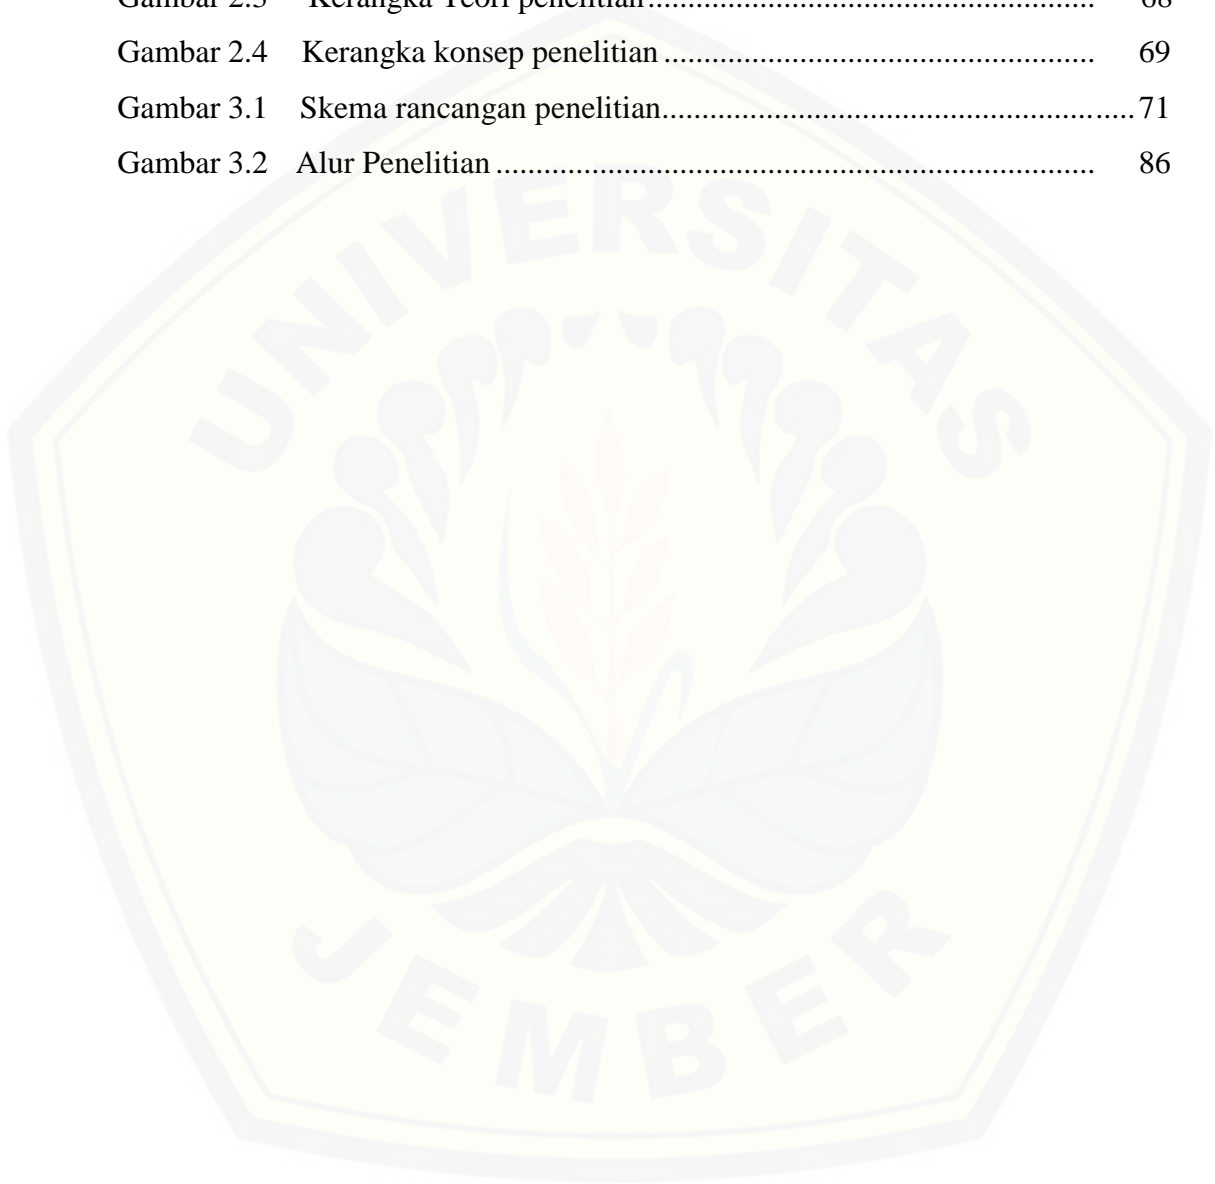 Gambar 2.3 Kerangka Teori penelitian........................................................ 68
Gambar 2.4 Kerangka konsep penelitian ...................................................... 69
Gambar 3.1 Skema rancangan penelitian...........................................................71
Gambar 3.2 Alur Penelitian ........................................................................... 86
UNIVERSITAS
JEMBER